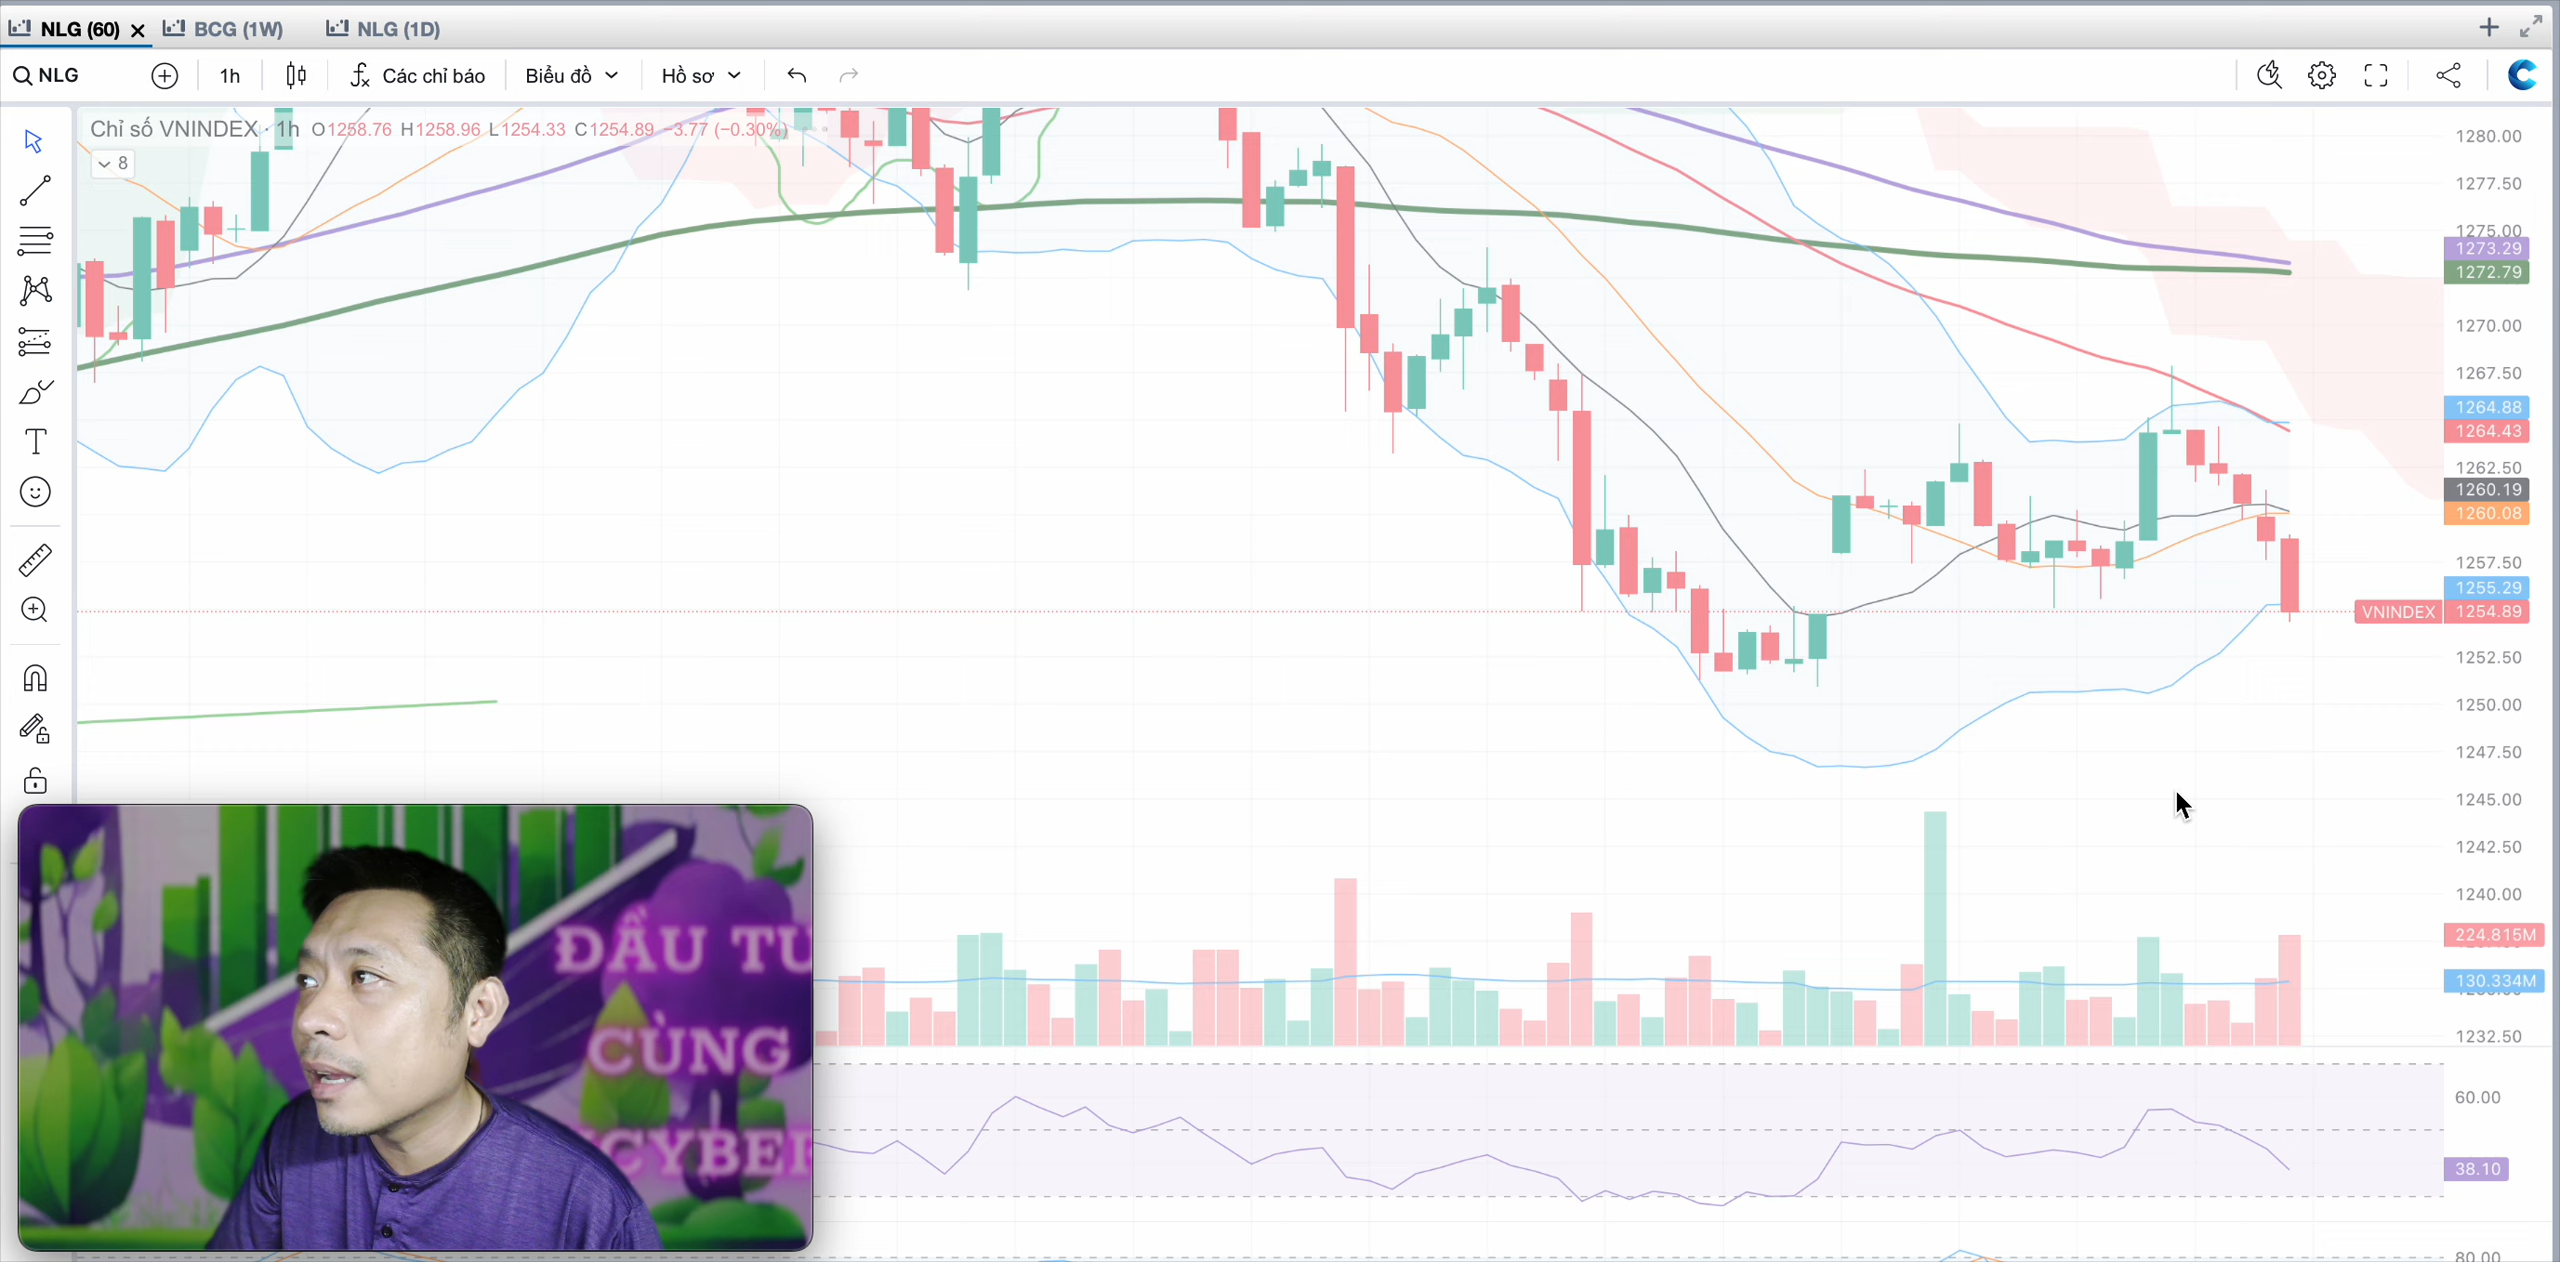 NLG (60)
BCG (1W)
NLG (1D)
NLG
1h
Các chỉ báo
Biểu đồ
Hồ sơ
Chỉ số VNINDEX · 1h O1258.76 H1258.96 L1254.33 C1254.89 −3.77 (−0.30%)
8
1280.00
1277.50
1275.00
1273.29
1272.79
1270.00
1267.50
1264.88
1264.43
1262.50
1260.19
1260.08
1257.50
1255.29
VNINDEX 1254.89
1252.50
1250.00
1247.50
1245.00
1242.50
1240.00
224.815M
130.334M
1232.50
60.00
38.10
80.00
ĐẦU TƯ
CÙNG
CYBER